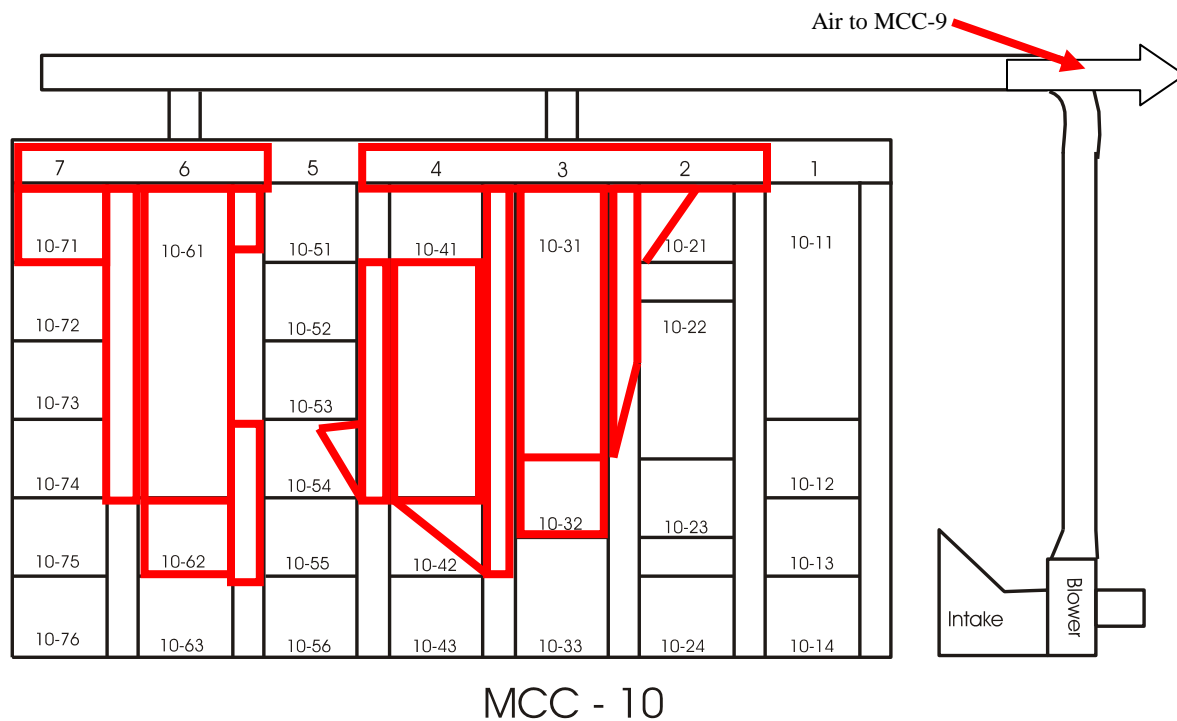 Air to MCC-9
7 6 5 4 3 2 1
10-71 10-61 10-51 10-41 10-31 10-21 10-11
10-72 10-52 10-22
10-73 10-53
10-74 10-54 10-12
10-32 10-23
10-75 10-62 10-55 10-42 10-13
10-76 10-63 10-56 10-43 10-33 10-24 10-14
Intake
Blower
MCC - 10